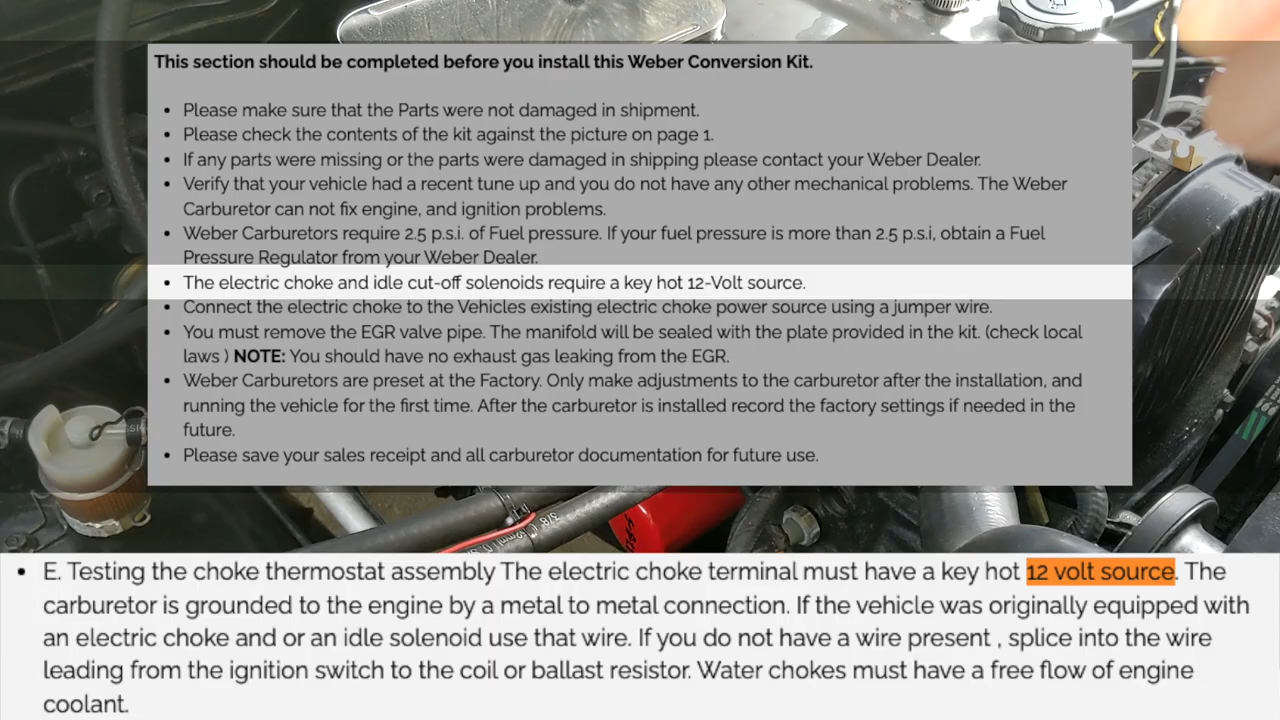 This section should be completed before you install this Weber Conversion Kit.
• Please make sure that the Parts were not damaged in shipment.
• Please check the contents of the kit against the picture on page 1.
• If any parts were missing or the parts were damaged in shipping please contact your Weber Dealer.
• Verify that your vehicle had a recent tune up and you do not have any other mechanical problems. The Weber
Carburetor can not fix engine, and ignition problems.
• Weber Carburetors require 2.5 p.s.i. of Fuel pressure. If your fuel pressure is more than 2.5 p.s.i, obtain a Fuel
Pressure Regulator from your Weber Dealer.
• The electric choke and idle cut-off solenoids require a key hot 12-Volt source.
• Connect the electric choke to the Vehicles existing electric choke power source using a jumper wire.
• You must remove the EGR valve pipe. The manifold will be sealed with the plate provided in the kit. (check local
laws ) NOTE: You should have no exhaust gas leaking from the EGR.
• Weber Carburetors are preset at the Factory. Only make adjustments to the carburetor after the installation, and
running the vehicle for the first time. After the carburetor is installed record the factory settings if needed in the
future.
• Please save your sales receipt and all carburetor documentation for future use.
3/8
• E. Testing the choke thermostat assembly The electric choke terminal must have a key hot 12 volt source. The
carburetor is grounded to the engine by a metal to metal connection. If the vehicle was originally equipped with
an electric choke and or an idle solenoid use that wire. If you do not have a wire present , splice into the wire
leading from the ignition switch to the coil or ballast resistor. Water chokes must have a free flow of engine
coolant.